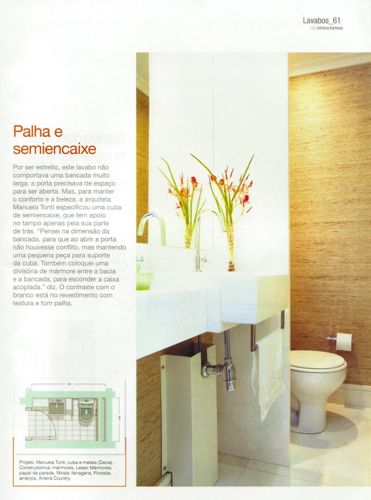 Lavabos_61
Foto Adriana Barbosa
Palha e
semiencaixe
Por ser estreito, este lavabo não
comportava uma bancada muito
larga: a porta precisava de espaço
para ser aberta. Mas, para manter
o conforto e a beleza, a arquiteta
Manuela Tonti especificou uma cuba
de semiencaixe, que tem apoio
no tampo apenas pela sua parte
de trás. "Pensei na dimensão da
bancada, para que ao abrir a porta
não houvesse conflito, mas mantendo
uma pequena peça para suporte
da cuba. Também coloquei uma
divisória de mármore entre a bacia
e a bancada, para esconder a caixa
acoplada." diz. O contraste com o
branco está no revestimento com
textura e tom palha.
Projeto, Manuela Tonti; cuba e metais (Deca),
Construdomus; mármores, Lesso Mármores;
papel de parede, Miralo; ferragens, Floresta;
arranjos, Arteira Country.